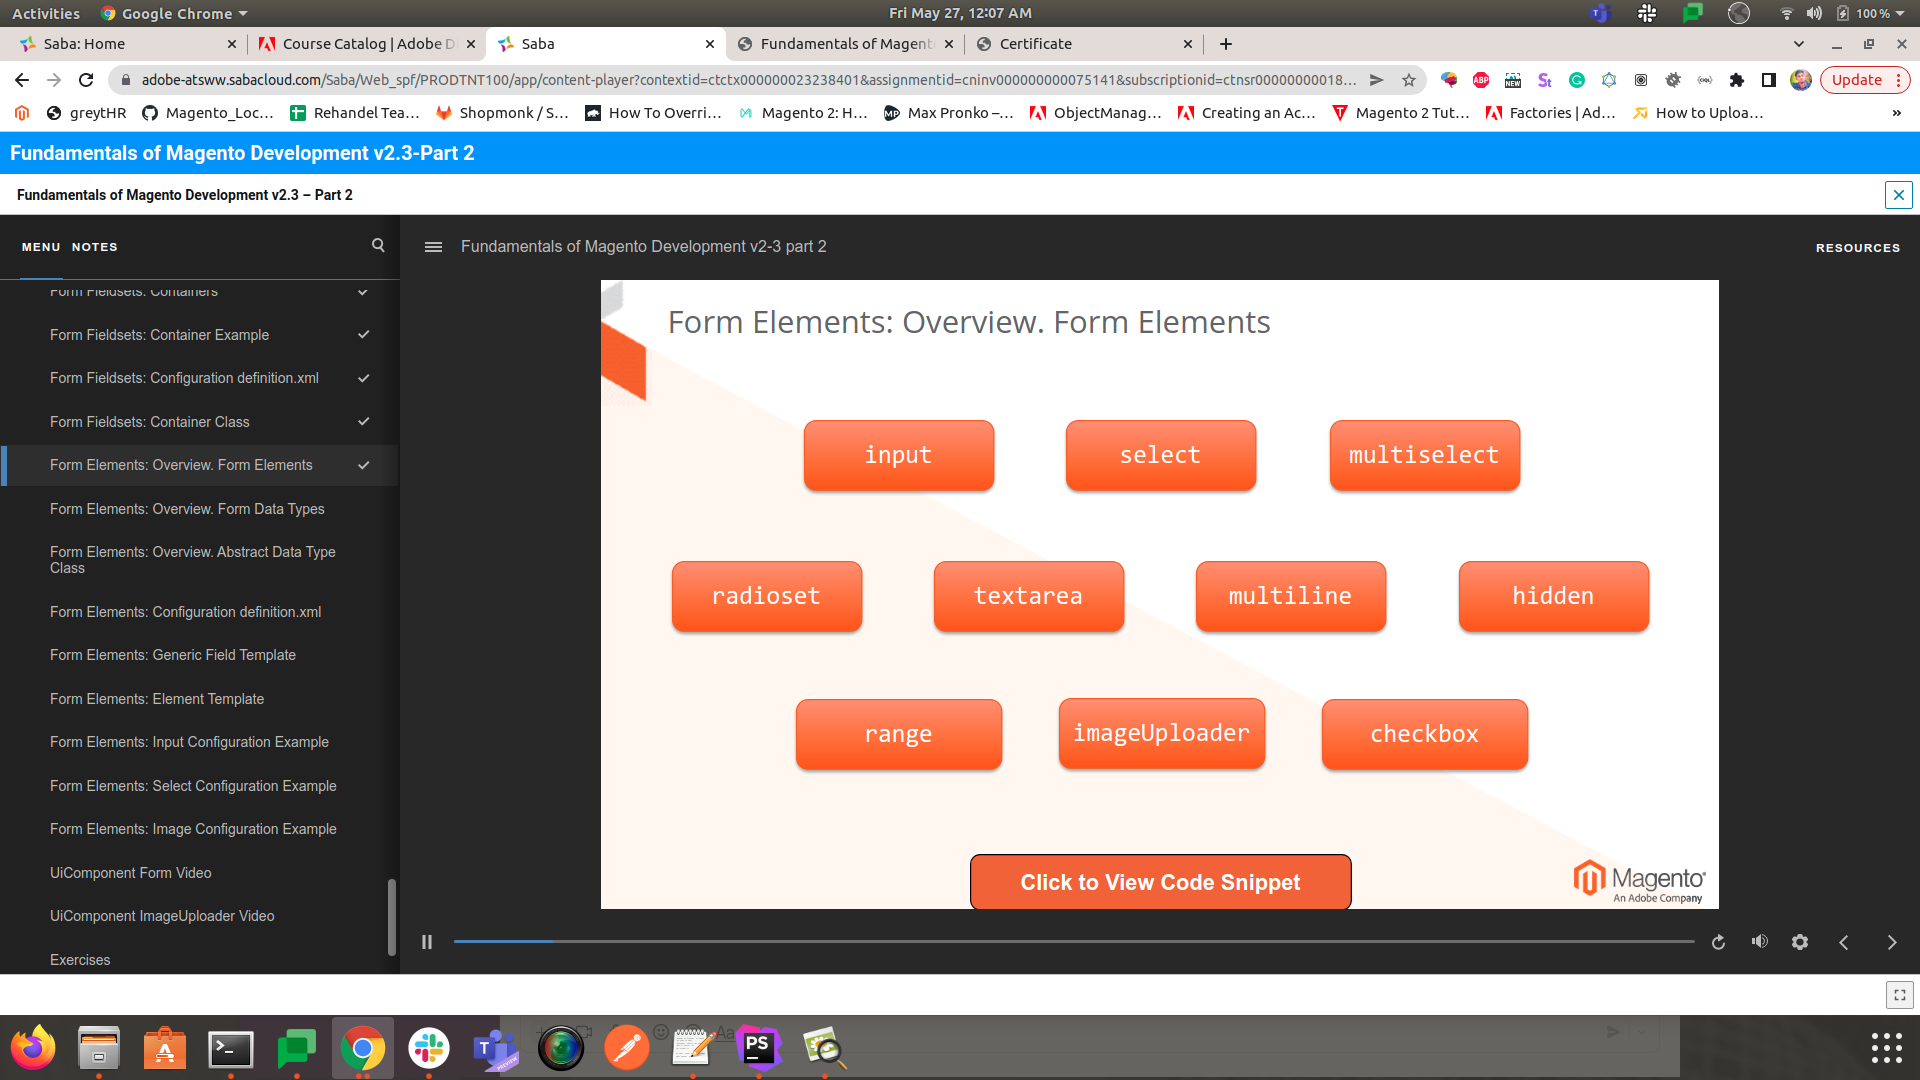 Activities Google Chrome Fri May 27, 12:07 AM 100 %
Saba: Home Course Catalog | Adobe D Saba Fundamentals of Magent Certificate
adobe-atsww.sabacloud.com/Saba/Web_spf/PRODTNT100/app/content-player?contextid=ctctx000000023238401&assignmentid=cninv000000000075141&subscriptionid=ctnsr00000000018... ABP NEW St Update
greytHR Magento_Loc... Rehandel Tea... Shopmonk / S... How To Overri... Magento 2: H... Max Pronko –... ObjectManag... Creating an Ac... Magento 2 Tut... Factories | Ad... How to Uploa... »
Fundamentals of Magento Development v2.3-Part 2
Fundamentals of Magento Development v2.3 – Part 2
MENU NOTES
Fundamentals of Magento Development v2-3 part 2
RESOURCES
Form Fieldsets: Containers
Form Fieldsets: Container Example
Form Fieldsets: Configuration definition.xml
Form Fieldsets: Container Class
Form Elements: Overview. Form Elements
Form Elements: Overview. Form Data Types
Form Elements: Overview. Abstract Data Type
Class
Form Elements: Configuration definition.xml
Form Elements: Generic Field Template
Form Elements: Element Template
Form Elements: Input Configuration Example
Form Elements: Select Configuration Example
Form Elements: Image Configuration Example
UiComponent Form Video
UiComponent ImageUploader Video
Exercises
Form Elements: Overview. Form Elements
input select multiselect
radioset textarea multiline hidden
range imageUploader checkbox
Click to View Code Snippet
Magento
An Adobe Company
PS